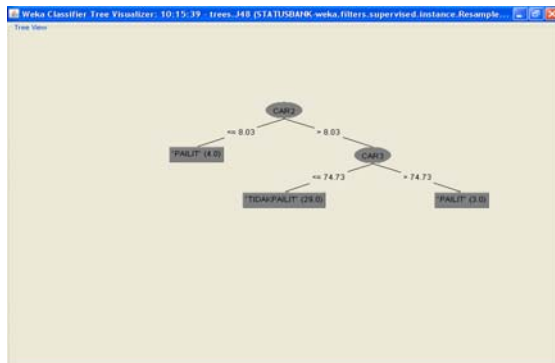 Weka Classifier Tree Visualizer: 10:15:39 - trees.J48 (STATUSBANK-weka.filters.supervised.instance.Resample...
Tree View
CAR2
<= 8.03 > 8.03
'PAILIT' (4.0) CAR3
<= 74.73 > 74.73
'TIDAKPAILIT' (29.0) 'PAILIT' (3.0)